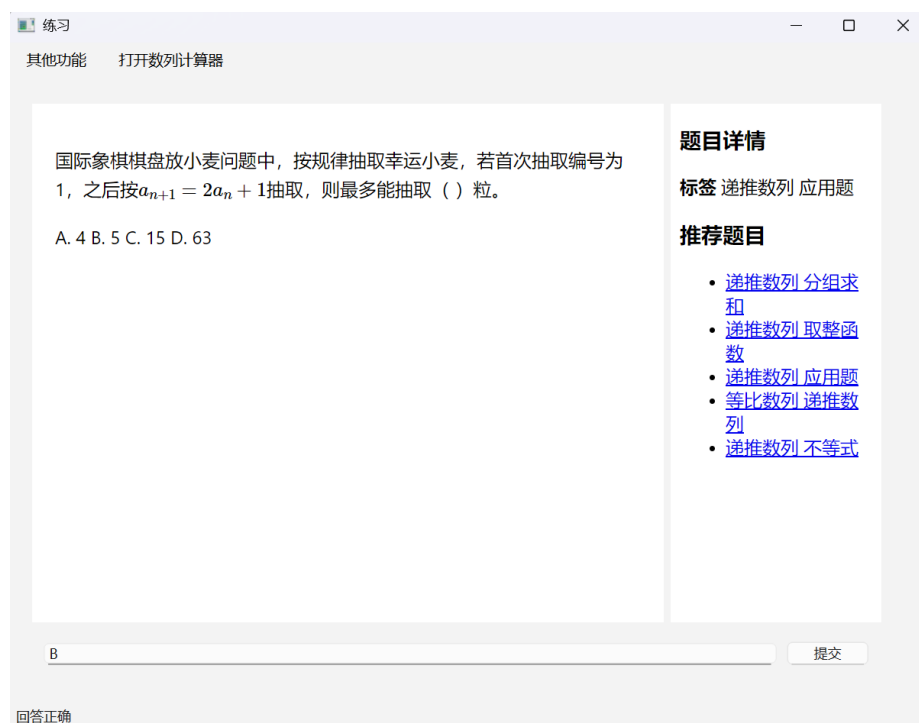 练习
其他功能 打开数列计算器
国际象棋棋盘放小麦问题中，按规律抽取幸运小麦，若首次抽取编号为
1，之后按aₙ₊₁ = 2aₙ + 1抽取，则最多能抽取（ ）粒。
A. 4 B. 5 C. 15 D. 63
题目详情
标签 递推数列 应用题
推荐题目
• 递推数列 分组求
和
• 递推数列 取整函
数
• 递推数列 应用题
• 等比数列 递推数
列
• 递推数列 不等式
B
提交
回答正确